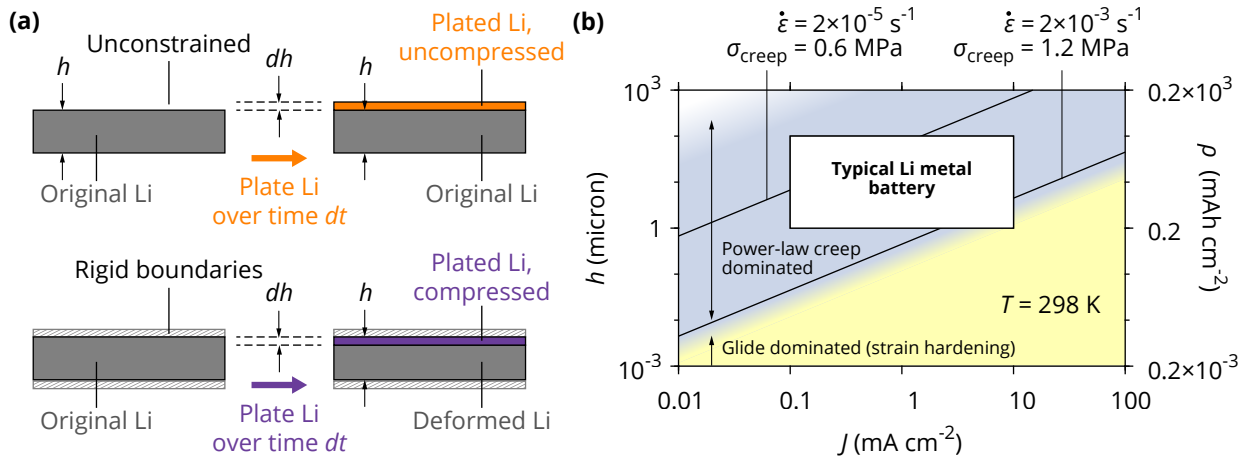 (a)
Unconstrained
h
dh
Plated Li,
uncompressed
h
Original Li
Plate Li
over time dt
Original Li
Rigid boundaries
dh
Plated Li,
compressed
h
Original Li
Plate Li
over time dt
Deformed Li
(b)
ε̇ = 2×10⁻⁵ s⁻¹
σcreep = 0.6 MPa
ε̇ = 2×10⁻³ s⁻¹
σcreep = 1.2 MPa
10³
1
10⁻³
h (micron)
0.2×10³
0.2
0.2×10⁻³
ρ (mAh cm⁻²)
Typical Li metal
battery
Power-law creep
dominated
T = 298 K
Glide dominated (strain hardening)
0.01 0.1 1 10 100
J (mA cm⁻²)